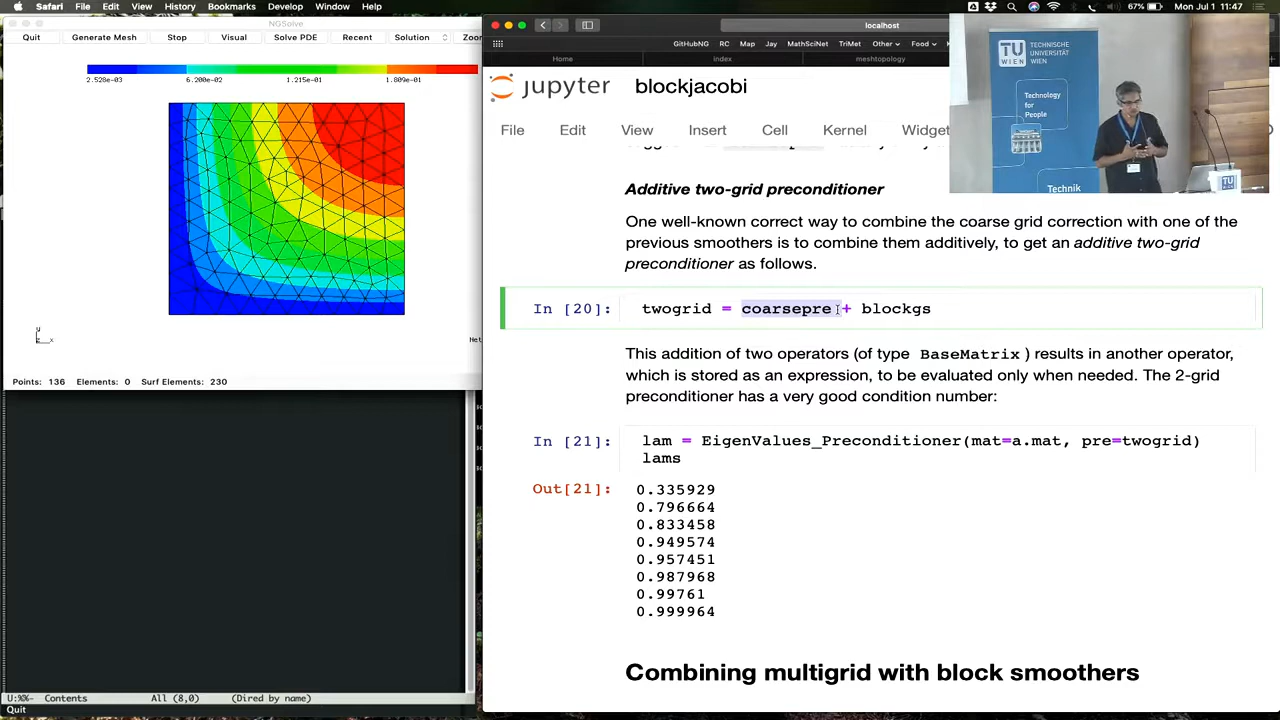 Safari File Edit View History Bookmarks Develop Window Help
67% Mon Jul 1 11:47
NGSolve
Quit Generate Mesh Stop Visual Solve PDE Recent Solution Zoo
2.528e-03 6.200e-02 1.215e-01 1.809e-01
Points: 136 Elements: 0 Surf Elements: 230
U:%%- Contents All (8,0) (Dired by name)
Quit
localhost
GitHubNG RC Map Jay MathSciNet TriMet Other Food
Home index meshtopology
jupyter blockjacobi
File Edit View Insert Cell Kernel Widget
Additive two-grid preconditioner
One well-known correct way to combine the coarse grid correction with one of the
previous smoothers is to combine them additively, to get an additive two-grid
preconditioner as follows.
In [20]: twogrid = coarsepre + blockgs
This addition of two operators (of type BaseMatrix ) results in another operator,
which is stored as an expression, to be evaluated only when needed. The 2-grid
preconditioner has a very good condition number:
In [21]: lam = EigenValues_Preconditioner(mat=a.mat, pre=twogrid)
lams
Out[21]: 0.335929
0.796664
0.833458
0.949574
0.957451
0.987968
0.99761
0.999964
Combining multigrid with block smoothers
TU
WIEN
TECHNISCHE
UNIVERSITÄT
WIEN
Technology
for
People
Technik